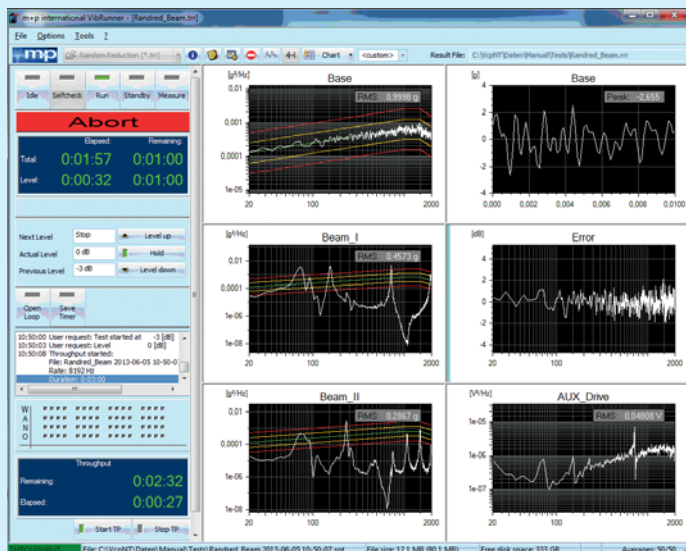 m+p international VibRunner - [Randred_Beam.trr]
File Options Tools ?
mp Random Reduction (*.trr) Chart <custom> Result File: C:\VcpNT\Daten\Manual\Tests\Randred_Beam.rrr
Idle Selfcheck Run Standby Measure
Abort
Elapsed: Remaining:
Total: 0:01:57 0:01:00
Level: 0:00:32 0:01:00
Next Level Stop Level up
Actual Level 0 dB Hold
Previous Level -3 dB Level down
Open Loop Save Timer
10:50:00 User request: Test started at -3 [dB]
10:50:03 User request: Level 0 [dB]
10:50:08 Throughput started:
File: Randred_Beam 2013-06-05 10-50-07
Rate: 8192 Hz
Duration: 0:03:00
W
A
N
O
Throughput
Remaining: 0:02:32
Elapsed: 0:00:27
Start TP Stop TP
[g²/Hz] Base
RMS: 0.9998 g
0,01
0,0001
1e-05
20 100 1000 2000
[g] Base
Peak: -2.655
4
2
0
-2
-4
0,000 0,002 0,004 0,006 0,008 0,010
[g²/Hz] Beam_I
RMS: 0.4573 g
0,01
0,0001
1e-06
1e-08
20 100 1000 2000
[dB] Error
4
2
0
-2
-4
20 100 1000 2000
[g²/Hz] Beam_II
RMS: 0.2867 g
0,01
0,0001
1e-06
1e-08
20 100 1000 2000
[V²/Hz] AUX_Drive
RMS: 0.04808 V
1e-05
1e-06
1e-07
20 100 1000 2000
THROUGHPUT File: C:\VcpNT\Daten\Manual\Tests\Randred_Beam 2013-06-05 10-50-07.sot File size: 12.1 MB (80.1 MB) Free disk space: 333 GB Averages: 50/50